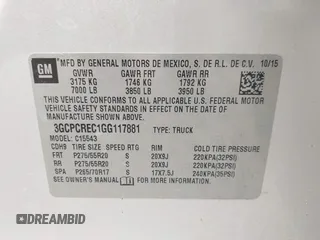 GM
MFD BY GENERAL MOTORS DE MEXICO, S. DE R.L. DE C.V. 10/15
GVWR GAWR FRT GAWR RR
3175 KG 1746 KG 1792 KG
7000 LB 3850 LB 3950 LB
THIS VEHICLE CONFORMS TO ALL APPLICABLE U.S. FEDERAL MOTOR
VEHICLE SAFETY AND THEFT PREVENTION STANDARDS IN EFFECT ON
THE DATE OF MANUFACTURE SHOWN ABOVE.
3GCPCREC1GG117881 TYPE: TRUCK
MODEL: C15543
CDH9 TIRE SIZE SPEED RTG RIM COLD TIRE PRESSURE
FRT P275/55R20 S 20X9J 220KPA(32PSI)
RR P275/55R20 S 20X9J 220KPA(32PSI)
SPA P265/70R17 S 17X7.5J 240KPA(35PSI)
SEE OWNER'S MANUAL FOR ADDITIONAL INFORMATION.
DREAMBID